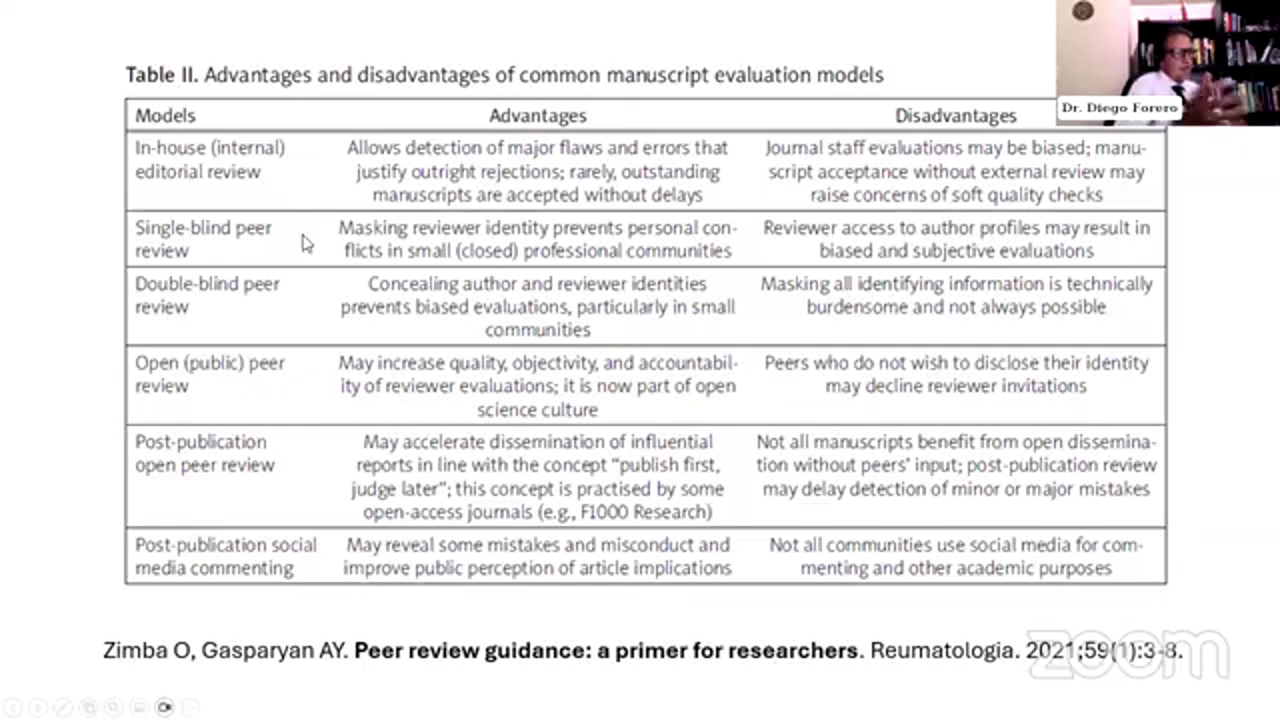 Table II. Advantages and disadvantages of common manuscript evaluation models
Dr. Diego Forero
Models Advantages Disadvantages
In-house (internal) Allows detection of major flaws and errors that Journal staff evaluations may be biased; manu-
editorial review justify outright rejections; rarely, outstanding script acceptance without external review may
manuscripts are accepted without delays raise concerns of soft quality checks
Single-blind peer Masking reviewer identity prevents personal con- Reviewer access to author profiles may result in
review flicts in small (closed) professional communities biased and subjective evaluations
Double-blind peer Concealing author and reviewer identities Masking all identifying information is technically
review prevents biased evaluations, particularly in small burdensome and not always possible
communities
Open (public) peer May increase quality, objectivity, and accountabil- Peers who do not wish to disclose their identity
review ity of reviewer evaluations; it is now part of open may decline reviewer invitations
science culture
Post-publication May accelerate dissemination of influential Not all manuscripts benefit from open dissemina-
open peer review reports in line with the concept “publish first, tion without peers’ input; post-publication review
judge later”; this concept is practised by some may delay detection of minor or major mistakes
open-access journals (e.g., F1000 Research)
Post-publication social May reveal some mistakes and misconduct and Not all communities use social media for com-
media commenting improve public perception of article implications menting and other academic purposes
Zimba O, Gasparyan AY. Peer review guidance: a primer for researchers. Reumatologia. 2021;59(1):3-8.
zoom